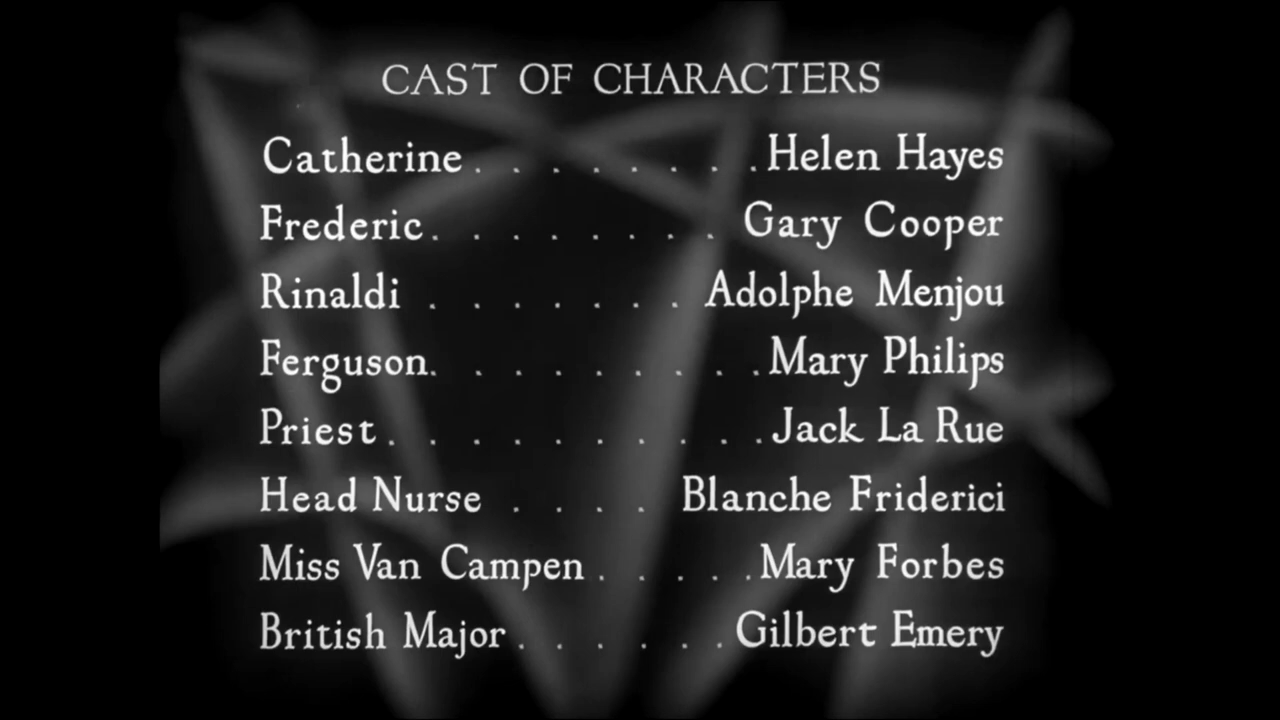 CAST OF CHARACTERS
Catherine . . . . . . . . Helen Hayes
Frederic . . . . . . . . Gary Cooper
Rinaldi . . . . . . . Adolphe Menjou
Ferguson . . . . . . . . . Mary Philips
Priest . . . . . . . . . . Jack La Rue
Head Nurse . . . . Blanche Friderici
Miss Van Campen . . . . . Mary Forbes
British Major . . . . . . Gilbert Emery